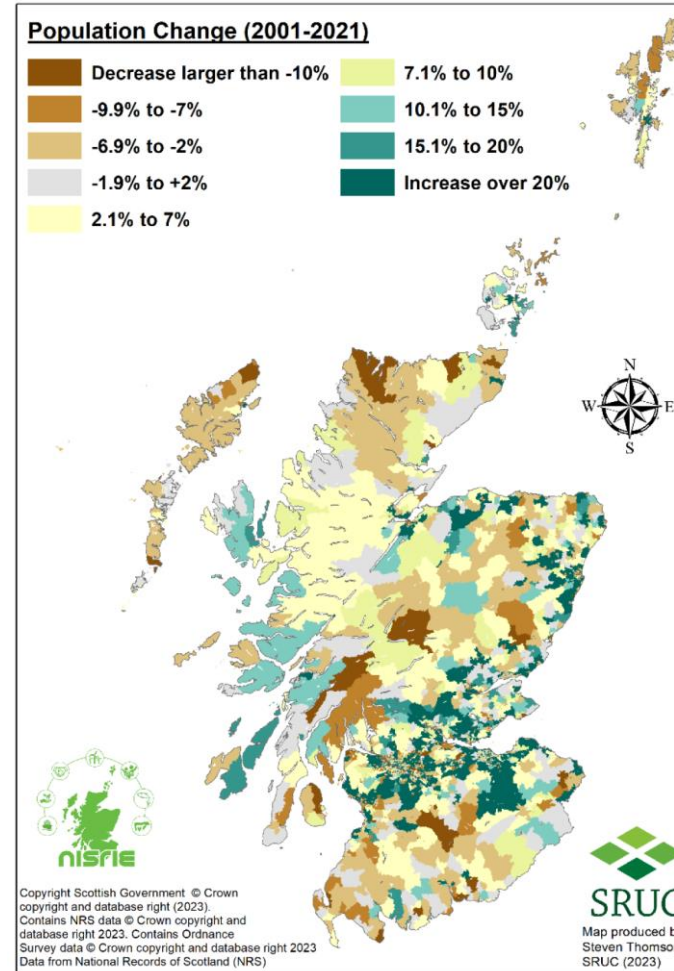 Population Change (2001-2021)
Decrease larger than -10%
-9.9% to -7%
-6.9% to -2%
-1.9% to +2%
2.1% to 7%
7.1% to 10%
10.1% to 15%
15.1% to 20%
Increase over 20%
N
W E
S
nisrie
Copyright Scottish Government © Crown
copyright and database right (2023).
Contains NRS data © Crown copyright and
database right 2023. Contains Ordnance
Survey data © Crown copyright and database right 2023
Data from National Records of Scotland (NRS)
SRUC
Map produced b
Steven Thomso
SRUC (2023)